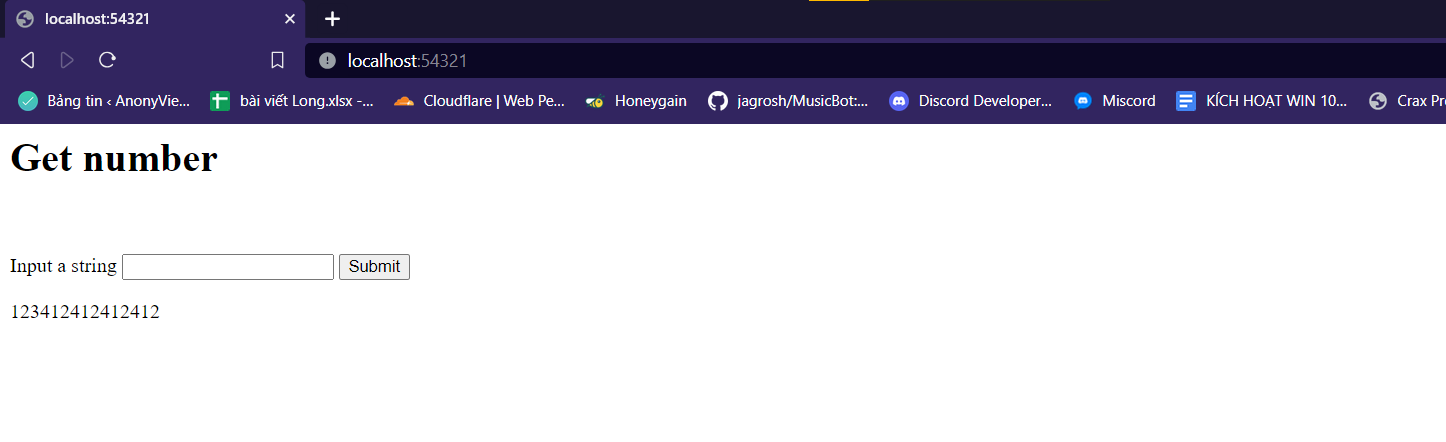 localhost:54321
localhost:54321
Bảng tin ‹ AnonyVie... bài viết Long.xlsx -... Cloudflare | Web Pe... Honeygain jagrosh/MusicBot:... Discord Developer... Miscord KÍCH HOẠT WIN 10... Crax Pr
Get number
Input a string Submit
123412412412412